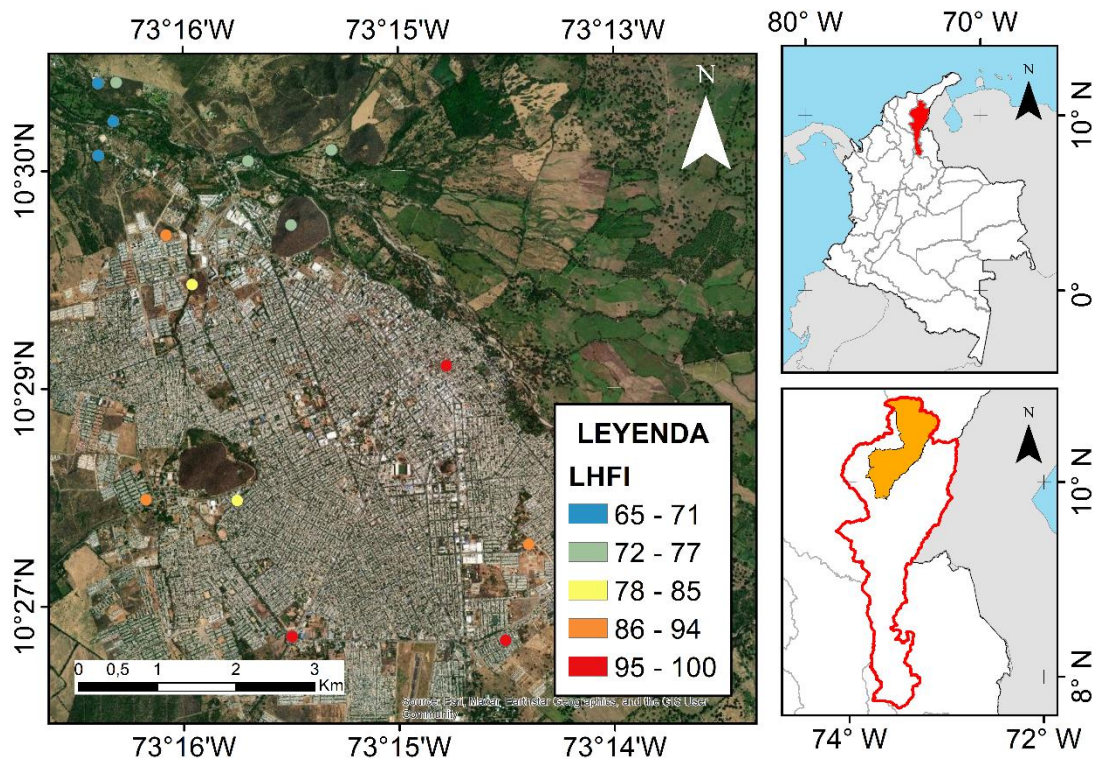 73°16'W 73°15'W 73°13'W
10°30'N
10°29'N
10°27'N
N
LEYENDA
LHFI
65 - 71
72 - 77
78 - 85
86 - 94
95 - 100
0 0,5 1 2 3
Km
Source: Esri, Maxar, Earthstar Geographics, and the GIS User
Community
73°16'W 73°15'W 73°14'W
80° W 70° W
N
10°N
0°
N
10°N
8°N
74° W 72° W